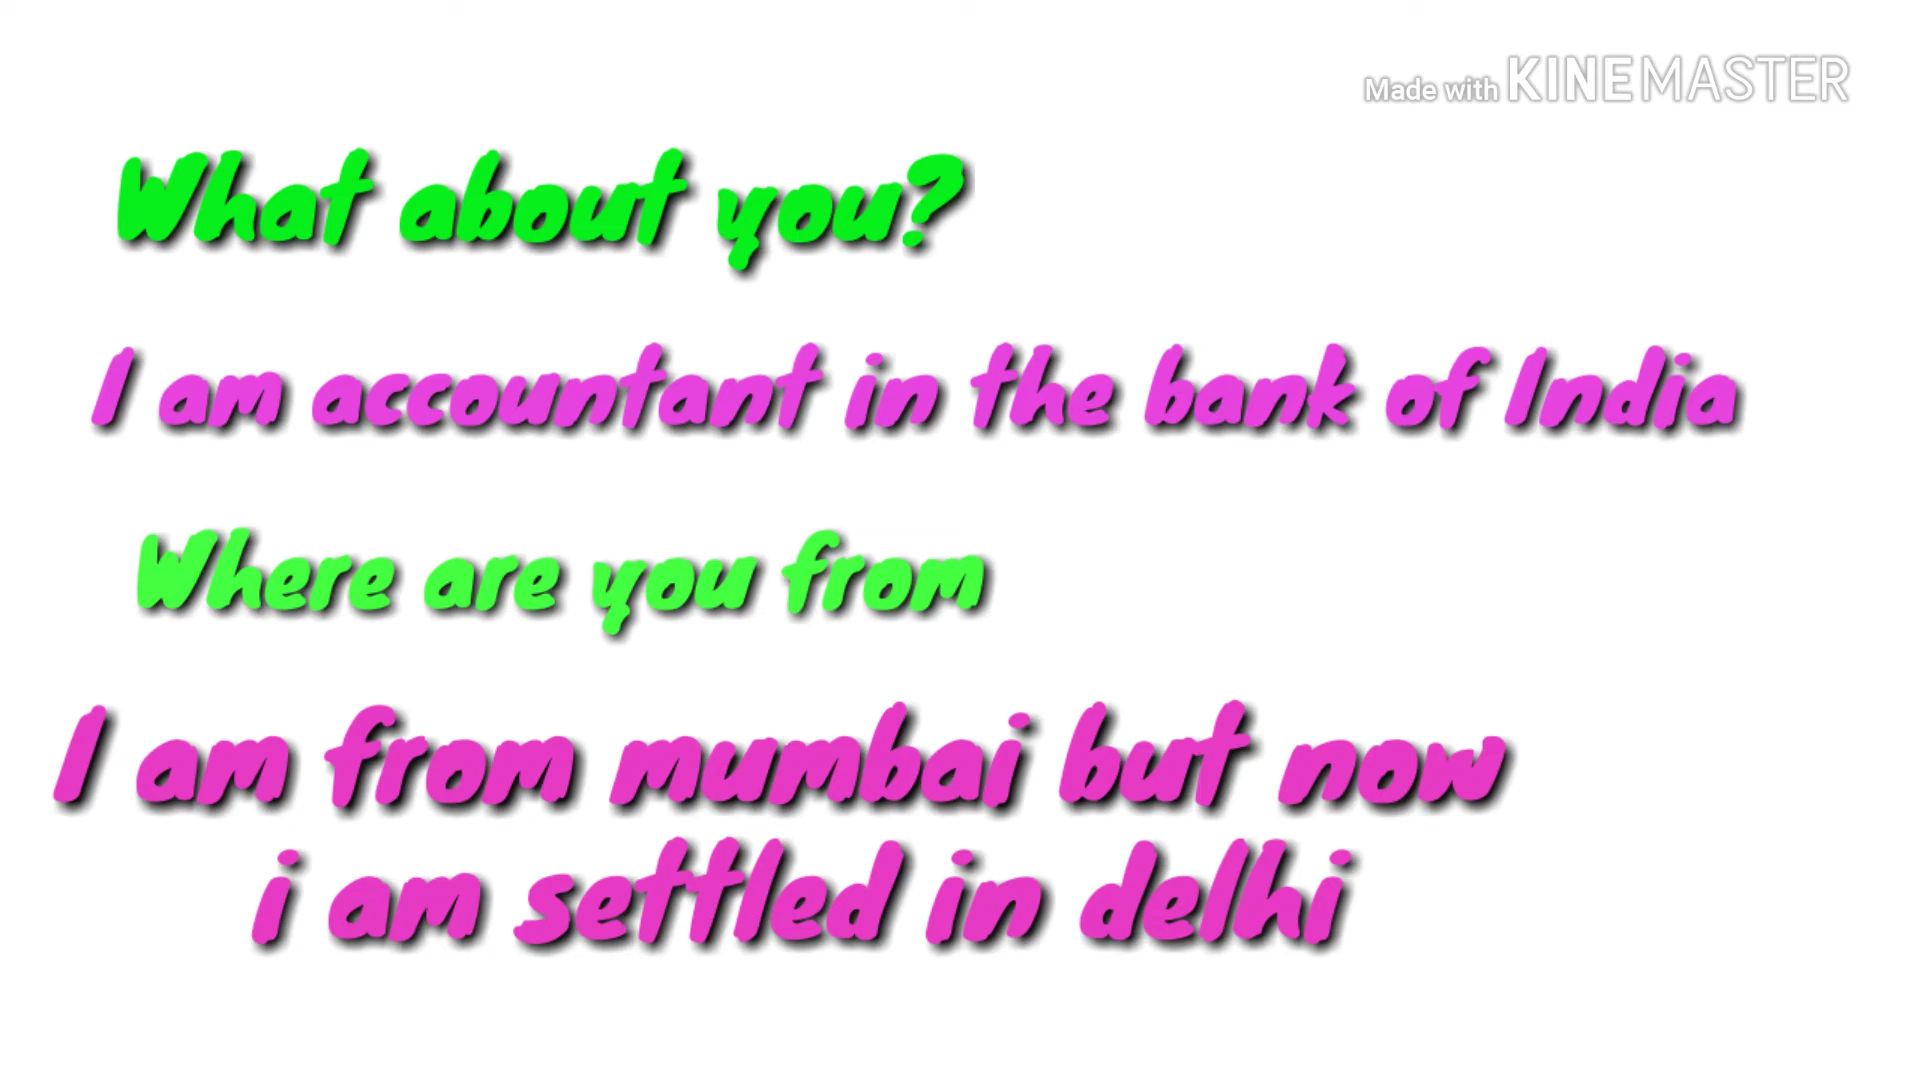 Made with KINEMASTER
What about you?
I am accountant in the bank of India
Where are you from
I am from mumbai but now
i am settled in delhi